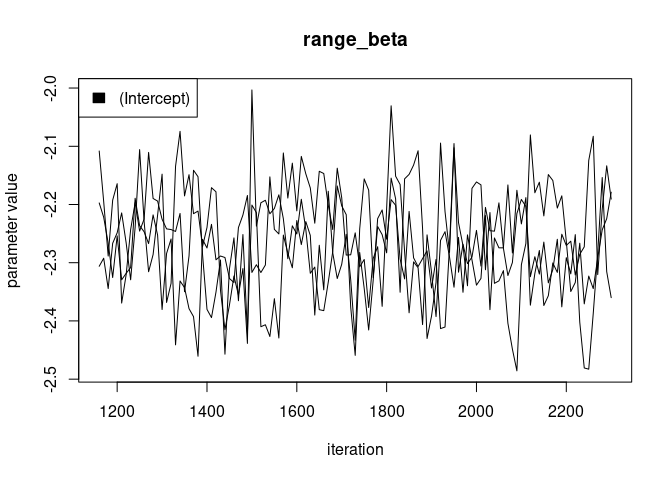 range_beta
(Intercept)
parameter value
-2.0
-2.1
-2.2
-2.3
-2.4
-2.5
1200 1400 1600 1800 2000 2200
iteration